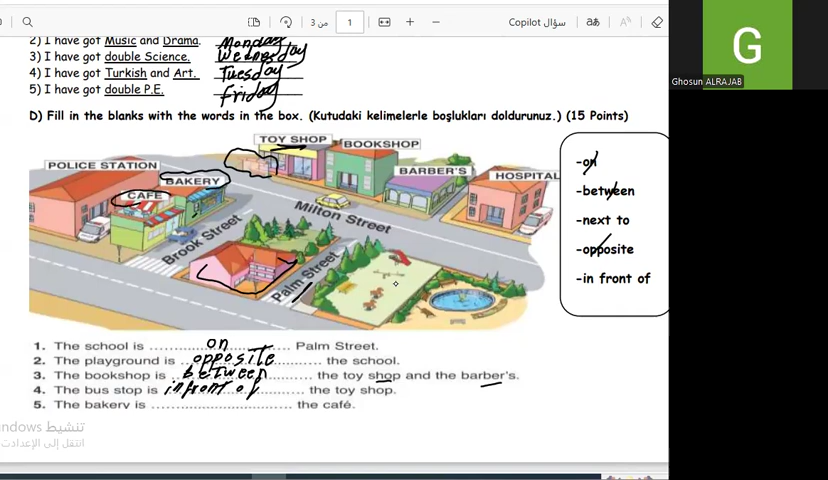 من 3
1
سؤال Copilot
2) I have got Music and Drama. Monday
3) I have got double Science. Wednesday
4) I have got Turkish and Art. Tuesday
5) I have got double P.E. Friday
D) Fill in the blanks with the words in the box. (Kutudaki kelimelerle boşlukları doldurunuz.) (15 Points)
TOY SHOP
BOOKSHOP
POLICE STATION
BAKERY
BARBER'S
HOSPITAL
CAFE
Milton Street
Brook Street
Palm Street
-on
-between
-next to
-opposite
-in front of
1. The school is on Palm Street.
2. The playground is opposite the school.
3. The bookshop is between the toy shop and the barber's.
4. The bus stop is in front of the toy shop.
5. The bakery is ................................ the café.
تنشيط
انتقل إلى الإعدادت
G
Ghosun ALRAJAB